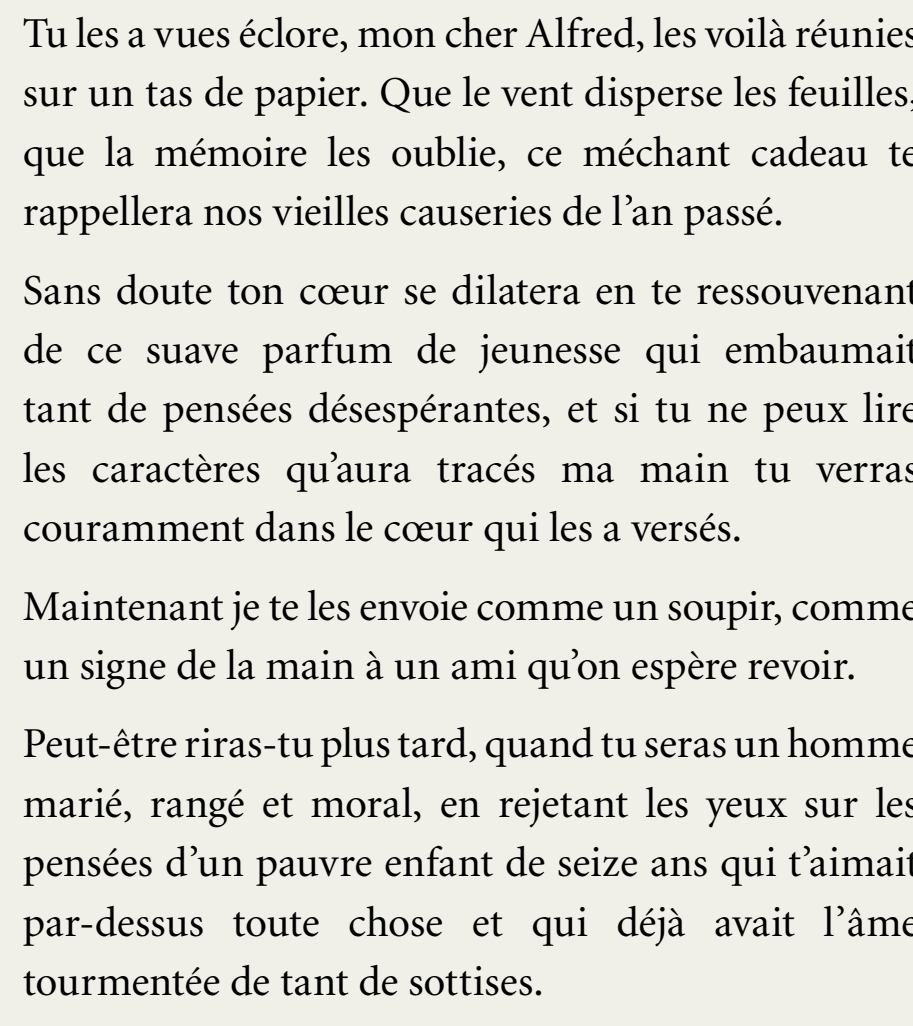 Tu les a vues éclore, mon cher Alfred, les voilà réunies
sur un tas de papier. Que le vent disperse les feuilles,
que la mémoire les oublie, ce méchant cadeau te
rappellera nos vieilles causeries de l’an passé.
Sans doute ton cœur se dilatera en te ressouvenant
de ce suave parfum de jeunesse qui embaumait
tant de pensées désespérantes, et si tu ne peux lire
les caractères qu’aura tracés ma main tu verras
couramment dans le cœur qui les a versés.
Maintenant je te les envoie comme un soupir, comme
un signe de la main à un ami qu’on espère revoir.
Peut-être riras-tu plus tard, quand tu seras un homme
marié, rangé et moral, en rejetant les yeux sur les
pensées d’un pauvre enfant de seize ans qui t’aimait
par-dessus toute chose et qui déjà avait l’âme
tourmentée de tant de sottises.